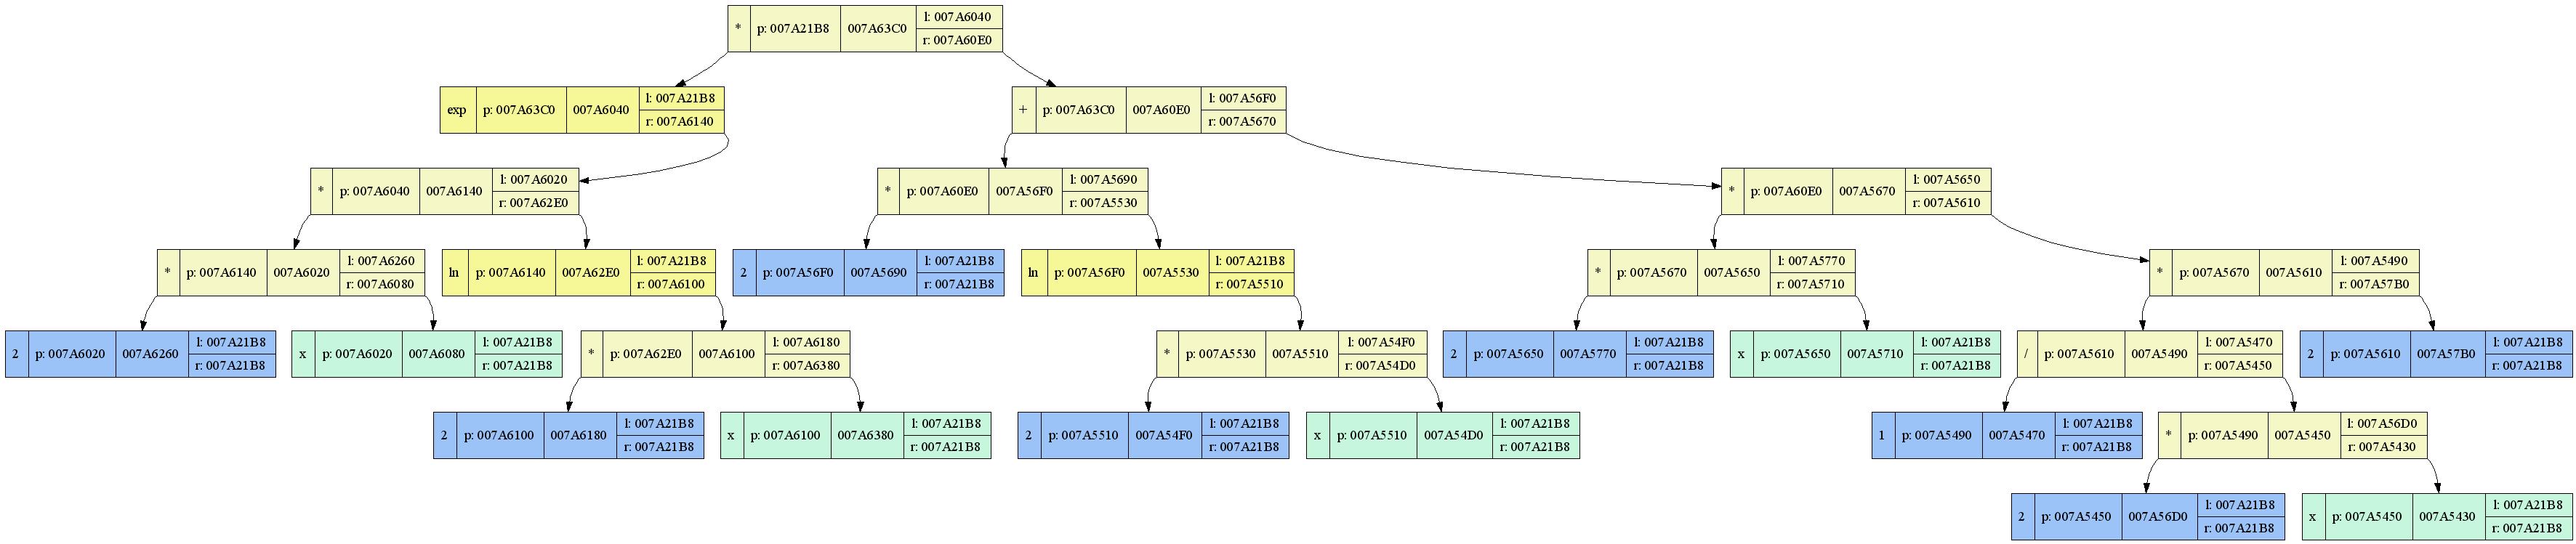 * p: 007A21B8 007A63C0 l: 007A6040
r: 007A60E0
exp p: 007A63C0 007A6040 l: 007A21B8
r: 007A6140
+ p: 007A63C0 007A60E0 l: 007A56F0
r: 007A5670
* p: 007A6040 007A6140 l: 007A6020
r: 007A62E0
* p: 007A60E0 007A56F0 l: 007A5690
r: 007A5530
* p: 007A60E0 007A5670 l: 007A5650
r: 007A5610
* p: 007A6140 007A6020 l: 007A6260
r: 007A6080
ln p: 007A6140 007A62E0 l: 007A21B8
r: 007A6100
2 p: 007A56F0 007A5690 l: 007A21B8
r: 007A21B8
ln p: 007A56F0 007A5530 l: 007A21B8
r: 007A5510
* p: 007A5670 007A5650 l: 007A5770
r: 007A5710
* p: 007A5670 007A5610 l: 007A5490
r: 007A57B0
2 p: 007A6020 007A6260 l: 007A21B8
r: 007A21B8
x p: 007A6020 007A6080 l: 007A21B8
r: 007A21B8
* p: 007A62E0 007A6100 l: 007A6180
r: 007A6380
* p: 007A5530 007A5510 l: 007A54F0
r: 007A54D0
2 p: 007A5650 007A5770 l: 007A21B8
r: 007A21B8
x p: 007A5650 007A5710 l: 007A21B8
r: 007A21B8
/ p: 007A5610 007A5490 l: 007A5470
r: 007A5450
2 p: 007A5610 007A57B0 l: 007A21B8
r: 007A21B8
2 p: 007A6100 007A6180 l: 007A21B8
r: 007A21B8
x p: 007A6100 007A6380 l: 007A21B8
r: 007A21B8
2 p: 007A5510 007A54F0 l: 007A21B8
r: 007A21B8
x p: 007A5510 007A54D0 l: 007A21B8
r: 007A21B8
1 p: 007A5490 007A5470 l: 007A21B8
r: 007A21B8
* p: 007A5490 007A5450 l: 007A56D0
r: 007A5430
2 p: 007A5450 007A56D0 l: 007A21B8
r: 007A21B8
x p: 007A5450 007A5430 l: 007A21B8
r: 007A21B8